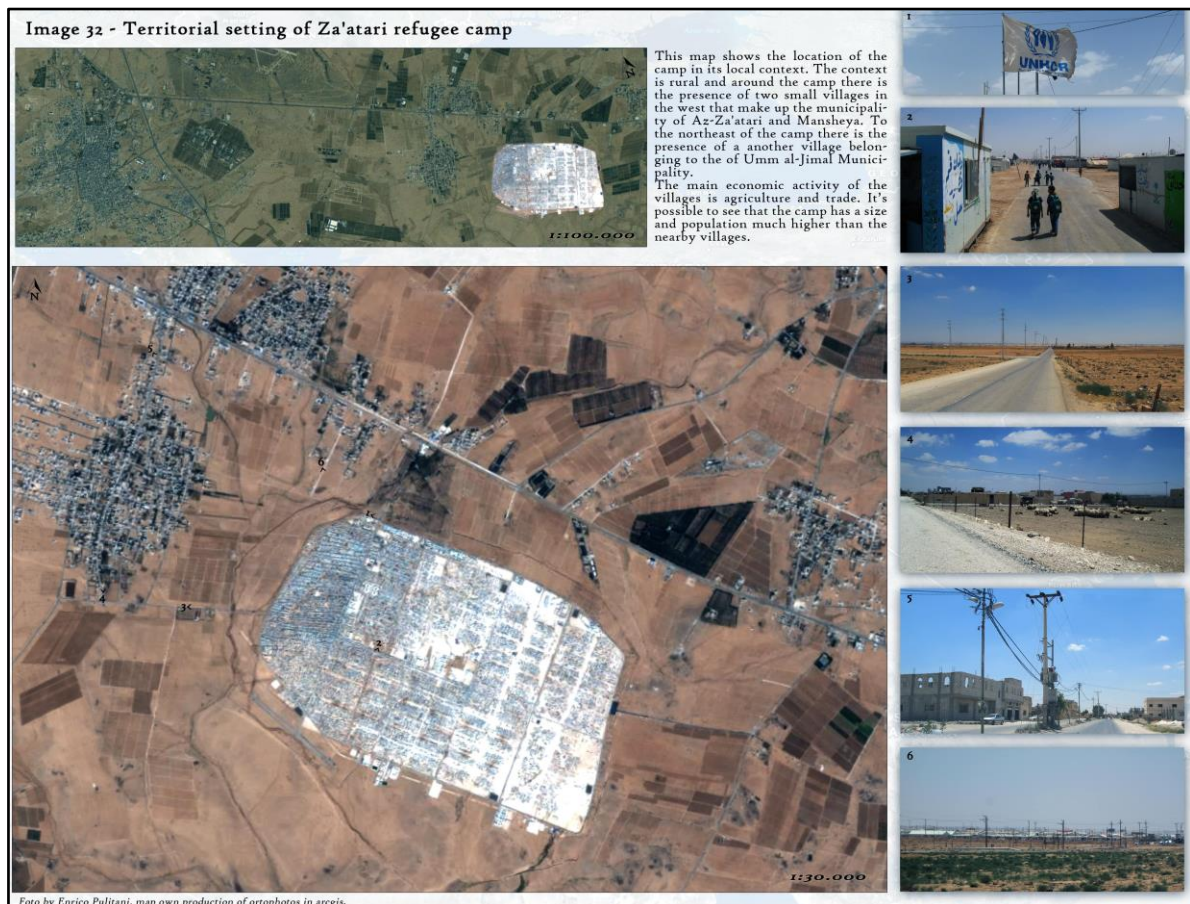 Image 32 - Territorial setting of Za'atari refugee camp
N
1:100.000
This map shows the location of the
camp in its local context. The context
is rural and around the camp there is
the presence of two small villages in
the west that make up the municipali-
ty of Az-Za'atari and Mansheya. To
the northeast of the camp there is the
presence of a another village belon-
ging to the of Umm al-Jimal Munici-
pality.
The main economic activity of the
villages is agriculture and trade. It's
possible to see that the camp has a size
and population much higher than the
nearby villages.
N
5
6
1<
4
3<
2
1:30.000
1
UNHCR
2
3
4
5
6
Foto by Enrico Pulitani, map own production of ortophotos in arcgis.